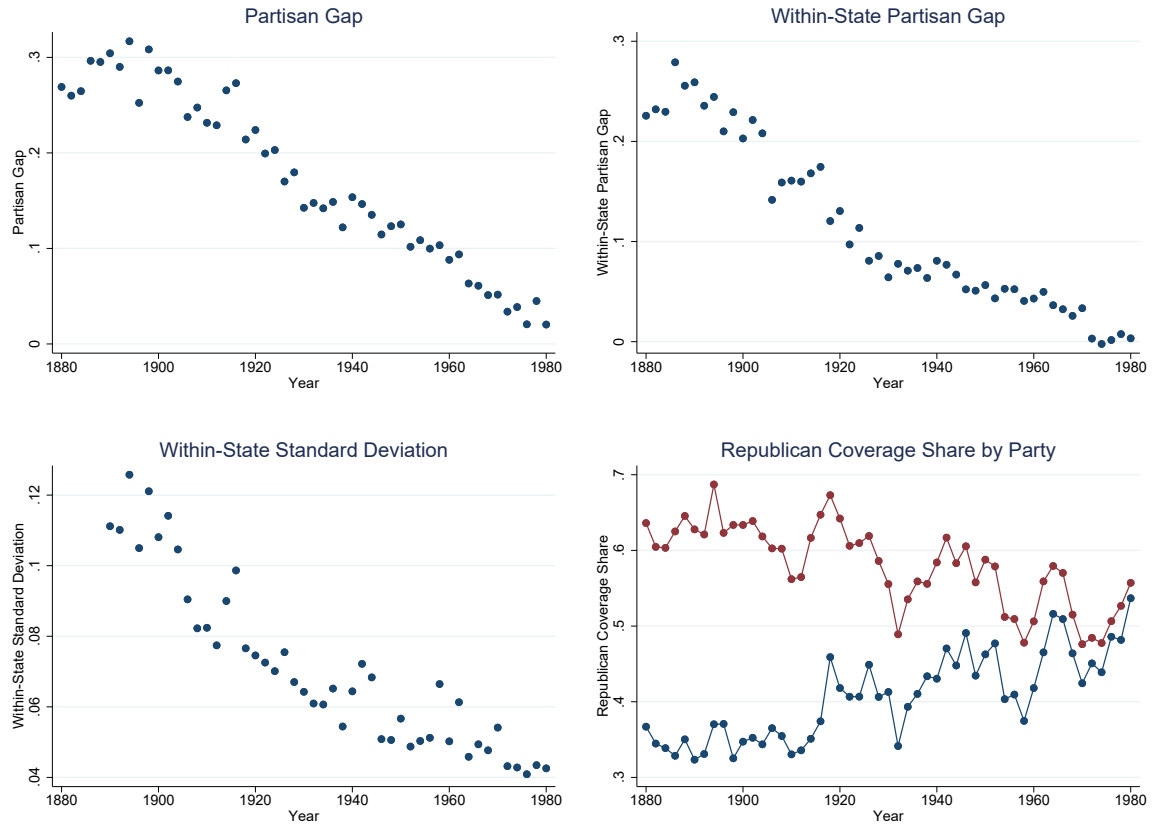 Partisan Gap
Partisan Gap
.3
.2
.1
0
1880 1900 1920 1940 1960 1980
Year
Within-State Partisan Gap
Within-State Partisan Gap
.3
.2
.1
0
1880 1900 1920 1940 1960 1980
Year
Within-State Standard Deviation
Within-State Standard Deviation
.12
.1
.08
.06
.04
1880 1900 1920 1940 1960 1980
Year
Republican Coverage Share by Party
Republican Coverage Share
.7
.6
.5
.4
.3
1880 1900 1920 1940 1960 1980
Year